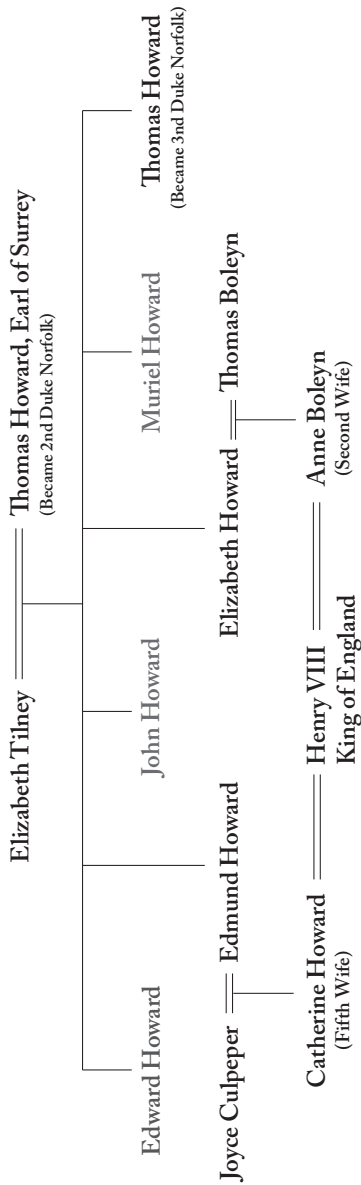 Elizabeth Tilney
Thomas Howard, Earl of Surrey
(Became 2nd Duke Norfolk)
Edward Howard
John Howard
Muriel Howard
Thomas Howard
(Became 3nd Duke Norfolk)
Joyce Culpeper
Edmund Howard
Elizabeth Howard
Thomas Boleyn
Catherine Howard
(Fifth Wife)
Henry VIII
King of England
Anne Boleyn
(Second Wife)